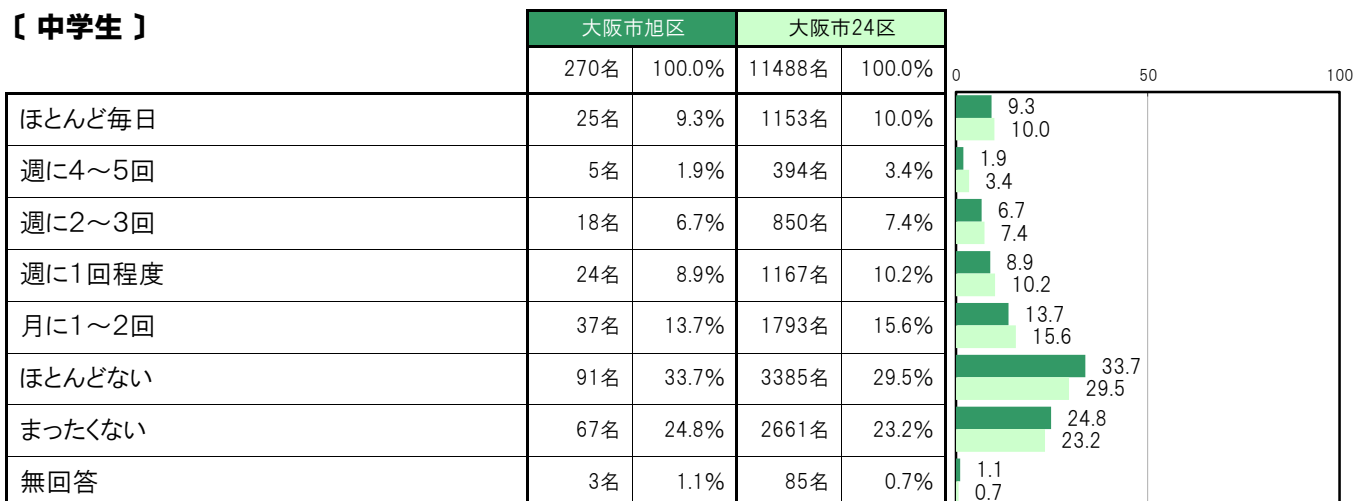 〔 中学生 〕
大阪市旭区 大阪市24区
270名 100.0% 11488名 100.0%
0 50 100
ほとんど毎日 25名 9.3% 1153名 10.0%
9.3
10.0
週に4～5回 5名 1.9% 394名 3.4%
1.9
3.4
週に2～3回 18名 6.7% 850名 7.4%
6.7
7.4
週に1回程度 24名 8.9% 1167名 10.2%
8.9
10.2
月に1～2回 37名 13.7% 1793名 15.6%
13.7
15.6
ほとんどない 91名 33.7% 3385名 29.5%
33.7
29.5
まったくない 67名 24.8% 2661名 23.2%
24.8
23.2
無回答 3名 1.1% 85名 0.7%
1.1
0.7